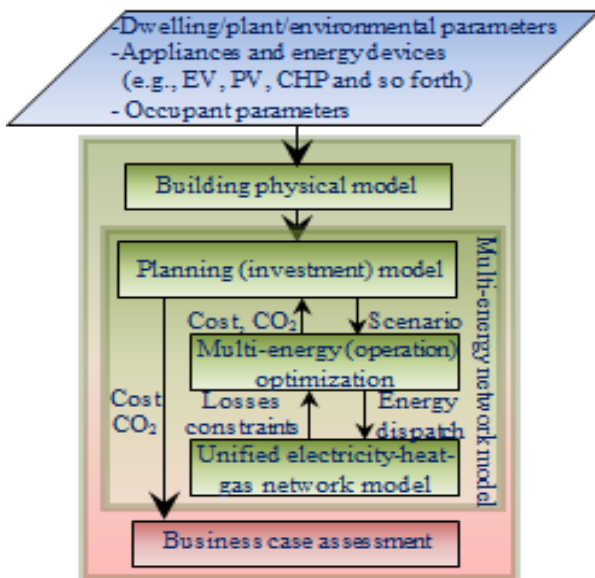 -Dwelling/plant/environmental parameters
-Appliances and energy devices
(e.g., EV, PV, CHP and so forth)
- Occupant parameters
Building physical model
Multi-energy network model
Planning (investment) model
Cost, CO₂
Scenario
Multi-energy (operation)
optimization
Cost
CO₂
Losses
constraints
Energy
dispatch
Unified electricity-heat-
gas network model
Business case assessment